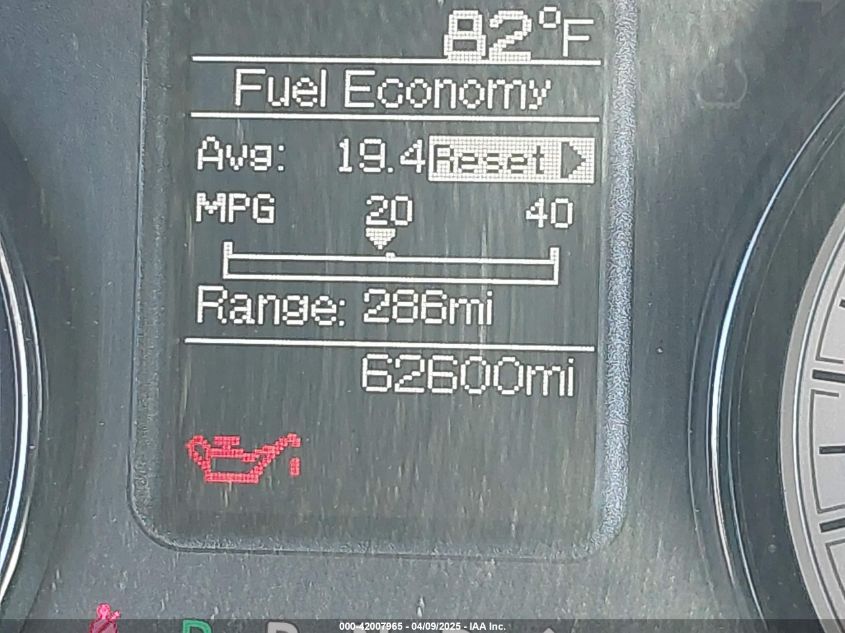 82°F
Fuel Economy
Avg: 19.4 Reset
MPG 20 40
Range: 286mi
62600mi
000-42007965 - 04/09/2025 - IAA Inc.